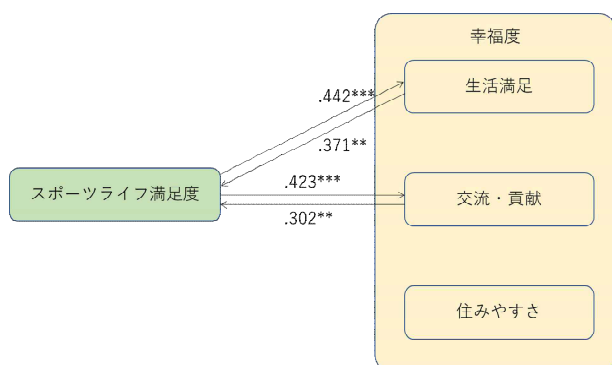 幸福度
生活満足
.442***
.371**
スポーツライフ満足度
.423***
.302**
交流・貢献
住みやすさ